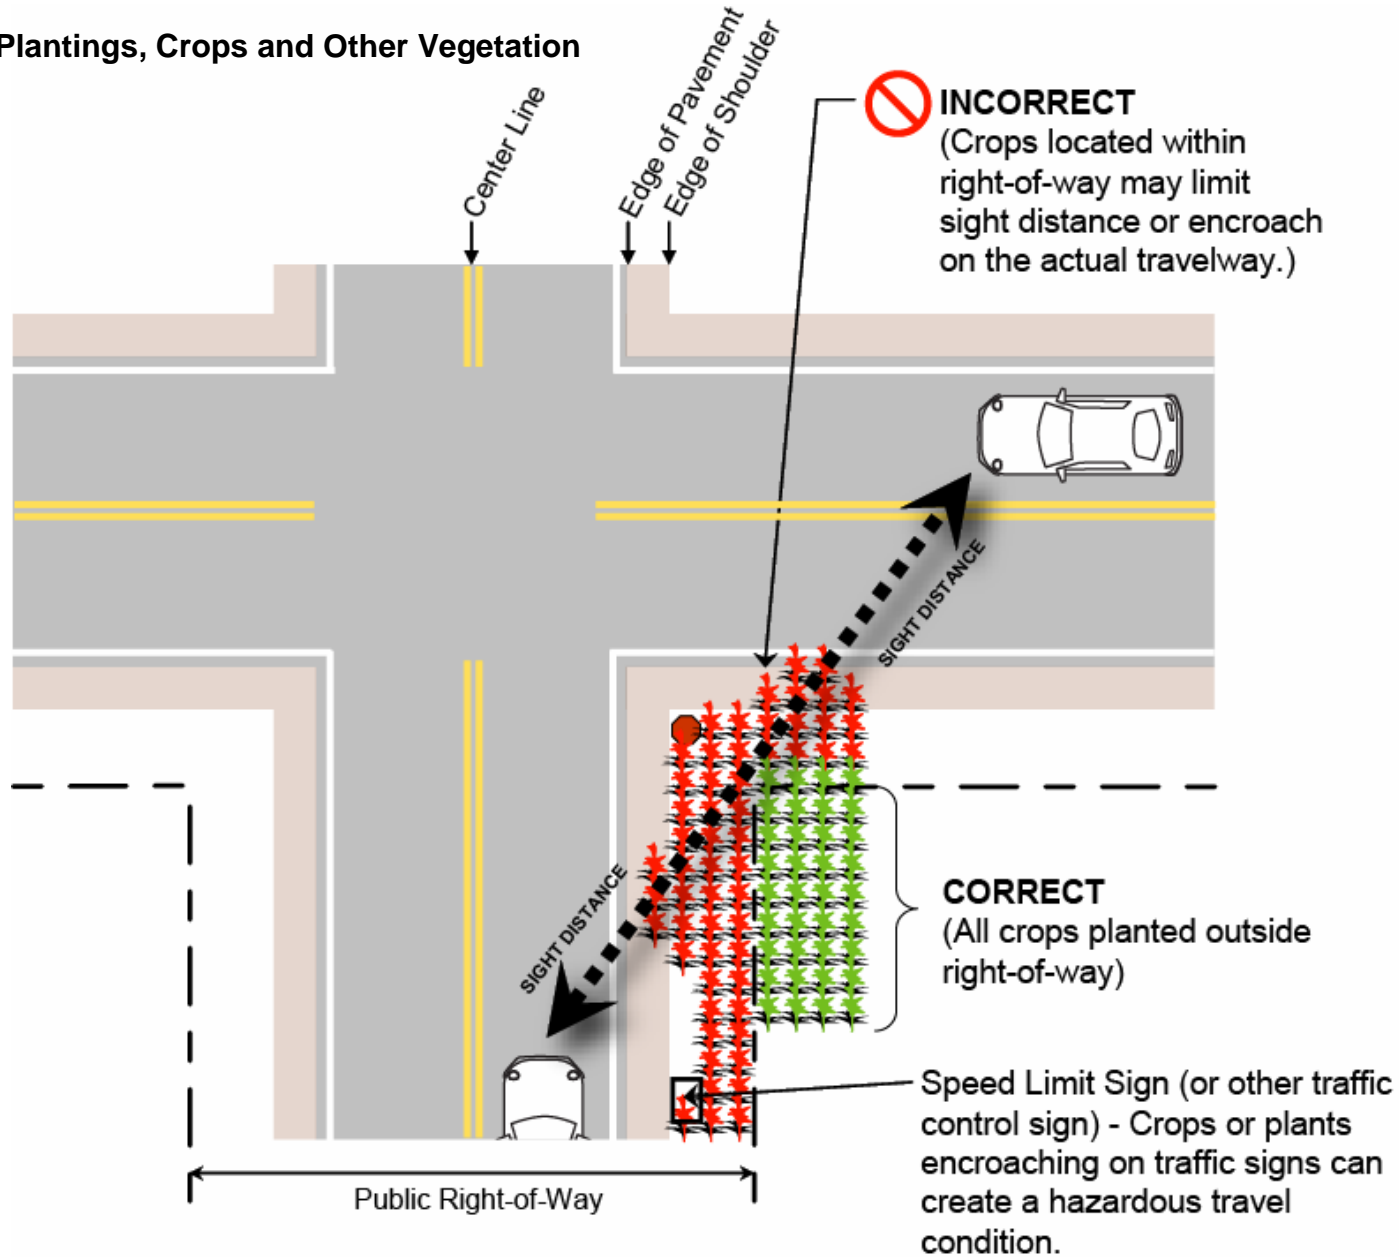 Plantings, Crops and Other Vegetation
Center Line
Edge of Pavement
Edge of Shoulder
INCORRECT
(Crops located within
right-of-way may limit
sight distance or encroach
on the actual travelway.)
SIGHT DISTANCE
SIGHT DISTANCE
CORRECT
(All crops planted outside
right-of-way)
Speed Limit Sign (or other traffic
control sign) - Crops or plants
encroaching on traffic signs can
create a hazardous travel
condition.
Public Right-of-Way